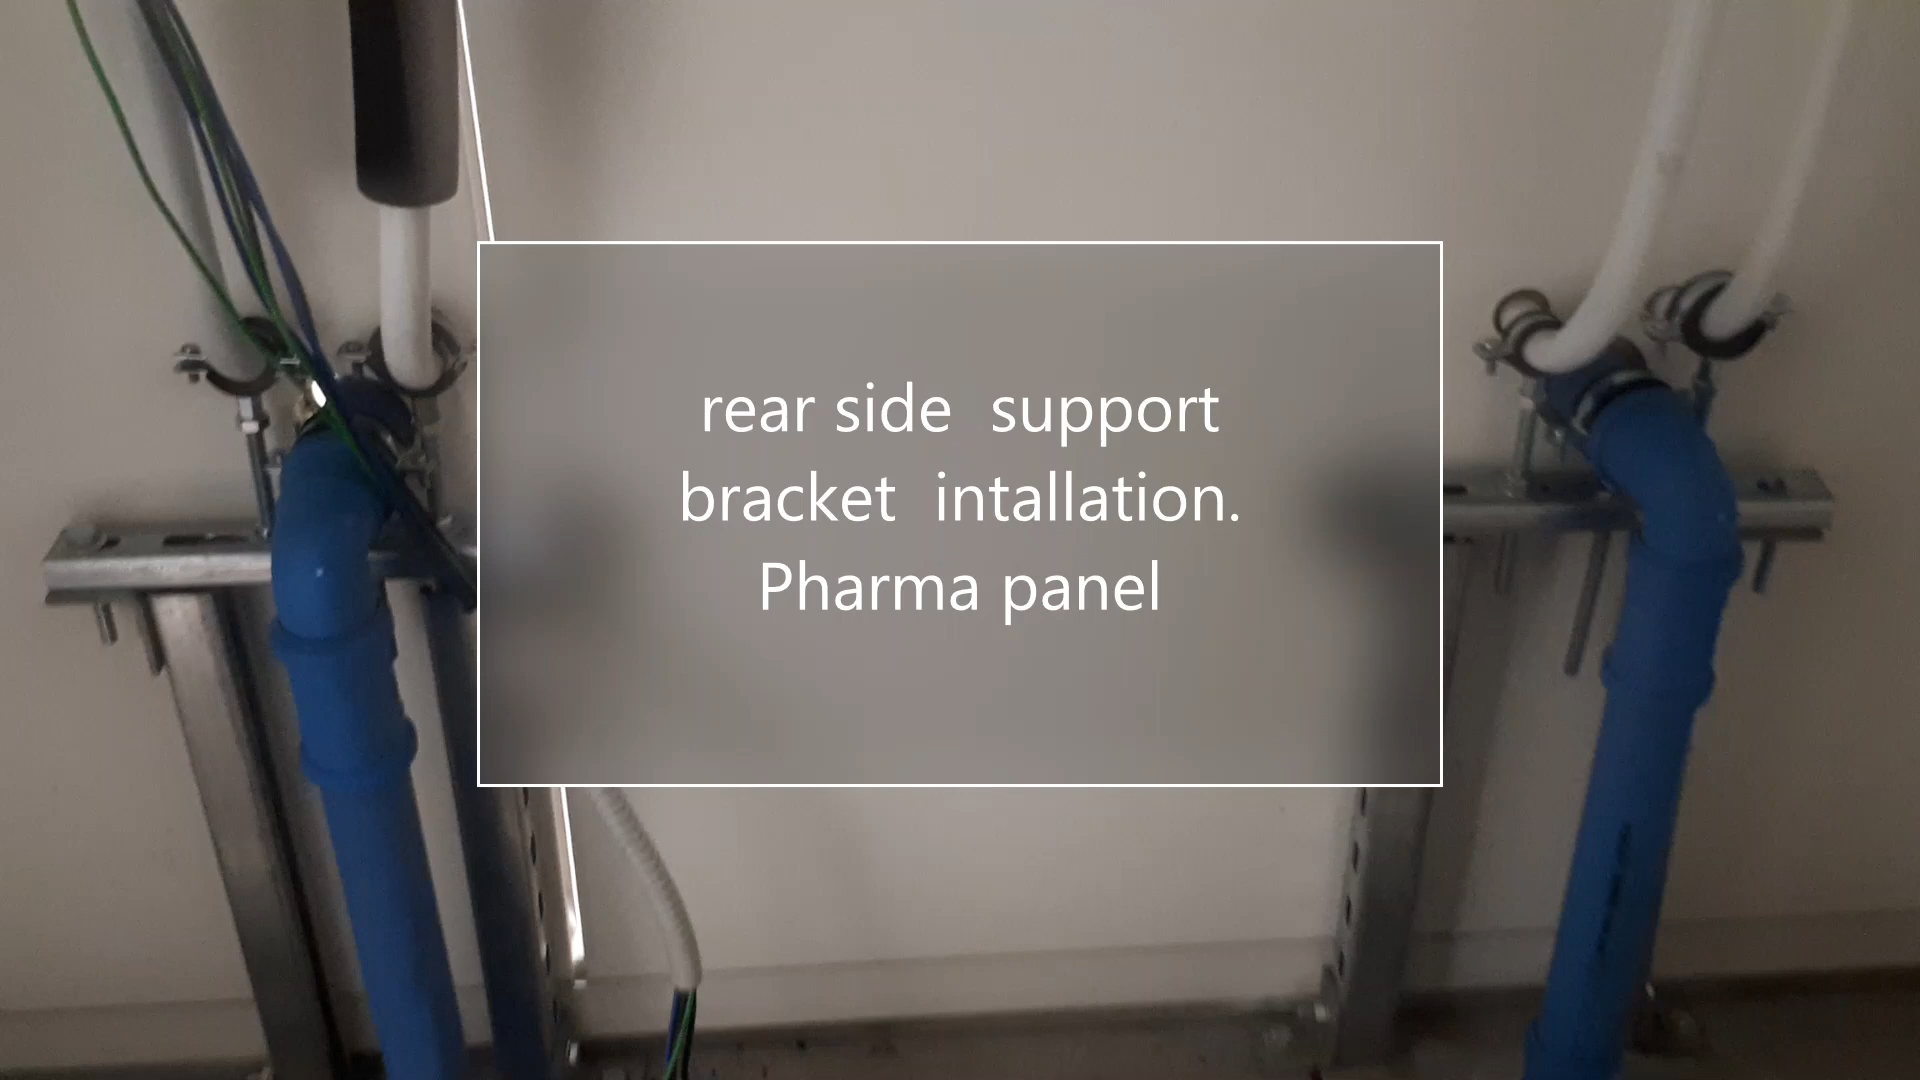 rear side  support
bracket  intallation.
Pharma panel